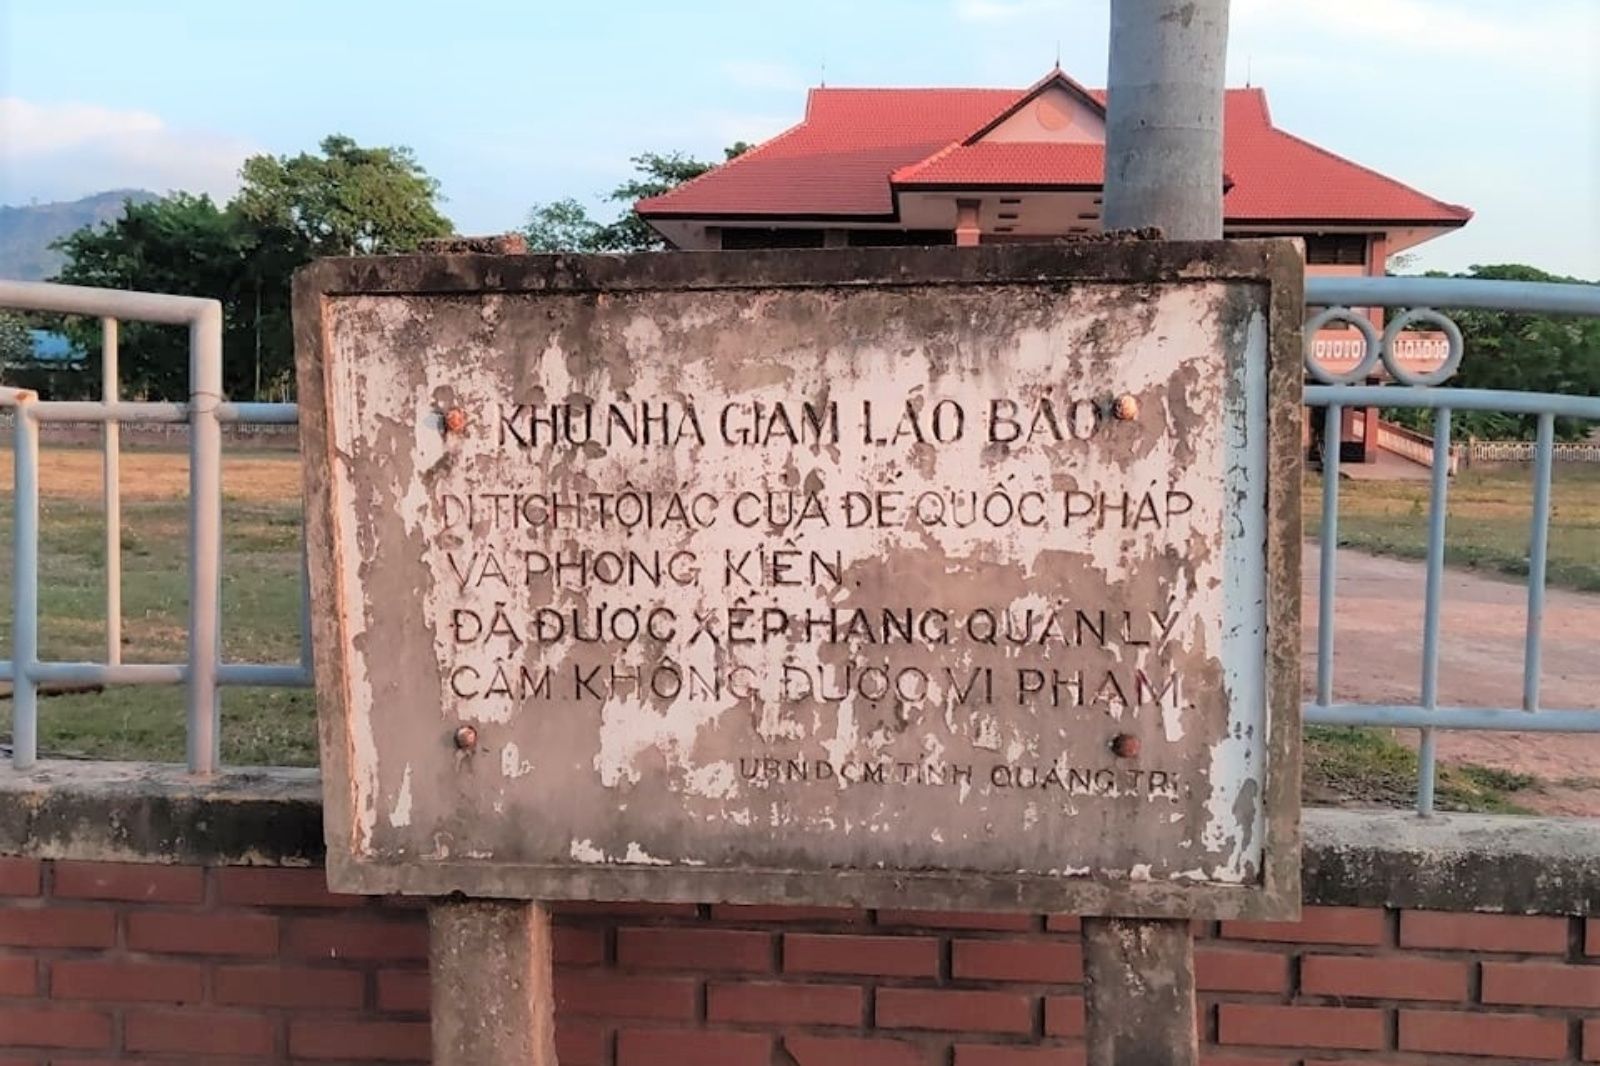 KHU NHÀ GIAM LAO BẢO
DI TÍCH TỘI ÁC CỦA ĐẾ QUỐC PHÁP
VÀ PHONG KIẾN.
ĐÃ ĐƯỢC XẾP HẠNG QUẢN LÝ
CẤM KHÔNG ĐƯỢC VI PHẠM.
UBNDCM TỈNH QUẢNG TRỊ